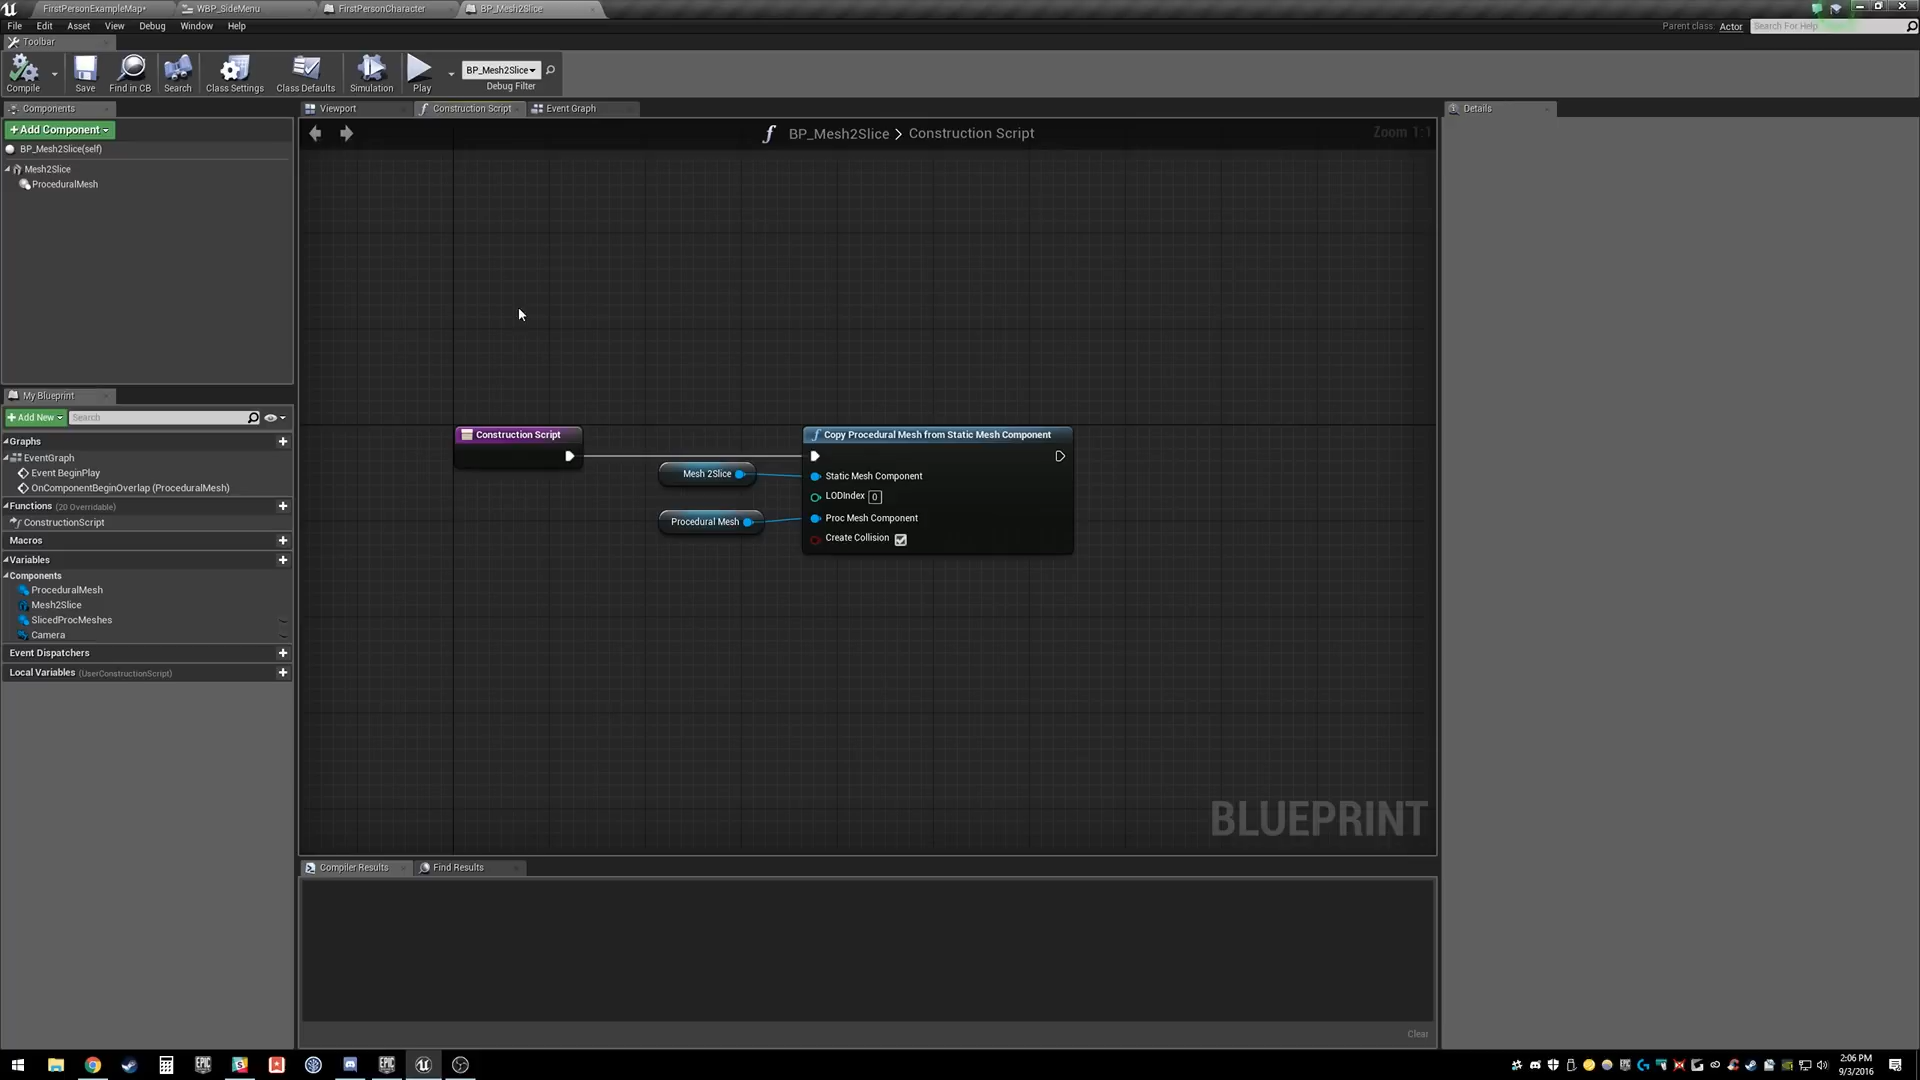 FirstPersonExampleMap*
WBP_SideMenu
FirstPersonCharacter
BP_Mesh2Slice
File Edit Asset View Debug Window Help
Parent class: Actor
Search For Help
Toolbar
Compile
Save
Find in CB
Search
Class Settings
Class Defaults
Simulation
Play
BP_Mesh2Slice
Debug Filter
Components
+Add Component
BP_Mesh2Slice(self)
Mesh2Slice
ProceduralMesh
Viewport
Construction Script
Event Graph
BP_Mesh2Slice > Construction Script
Zoom 1:1
Details
Construction Script
Mesh 2Slice
Procedural Mesh
Copy Procedural Mesh from Static Mesh Component
Static Mesh Component
LODIndex 0
Proc Mesh Component
Create Collision
BLUEPRINT
My Blueprint
+Add New
Search
Graphs
EventGraph
Event BeginPlay
OnComponentBeginOverlap (ProceduralMesh)
Functions (20 Overridable)
ConstructionScript
Macros
Variables
Components
ProceduralMesh
Mesh2Slice
SlicedProcMeshes
Camera
Event Dispatchers
Local Variables (UserConstructionScript)
Compiler Results
Find Results
Clear
EPIC
EPIC
2:06 PM
9/3/2016